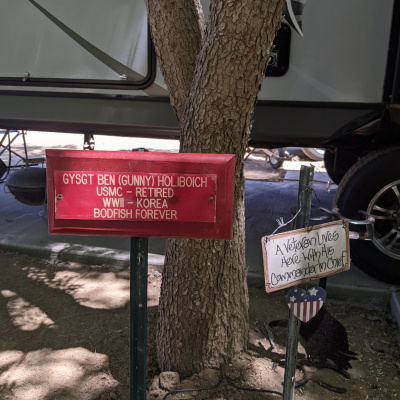 GYSGT BEN (GUNNY) HOLIBOICH
USMC – RETIRED
WWII – KOREA
BODFISH FOREVER
A Veteran Lives
Here With His
Commander in Chief